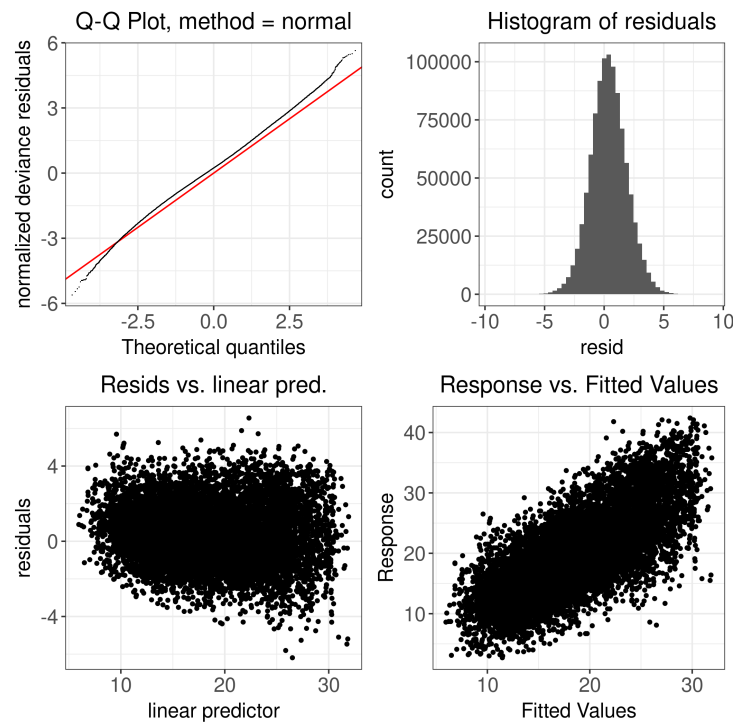 Q-Q Plot, method = normal
normalized deviance residuals
6
3
0
-3
-6
-2.5 0.0 2.5
Theoretical quantiles
Histogram of residuals
count
100000
75000
50000
25000
0
-10 -5 0 5 10
resid
Resids vs. linear pred.
residuals
4
0
-4
10 20 30
linear predictor
Response vs. Fitted Values
Response
40
30
20
10
10 20 30
Fitted Values